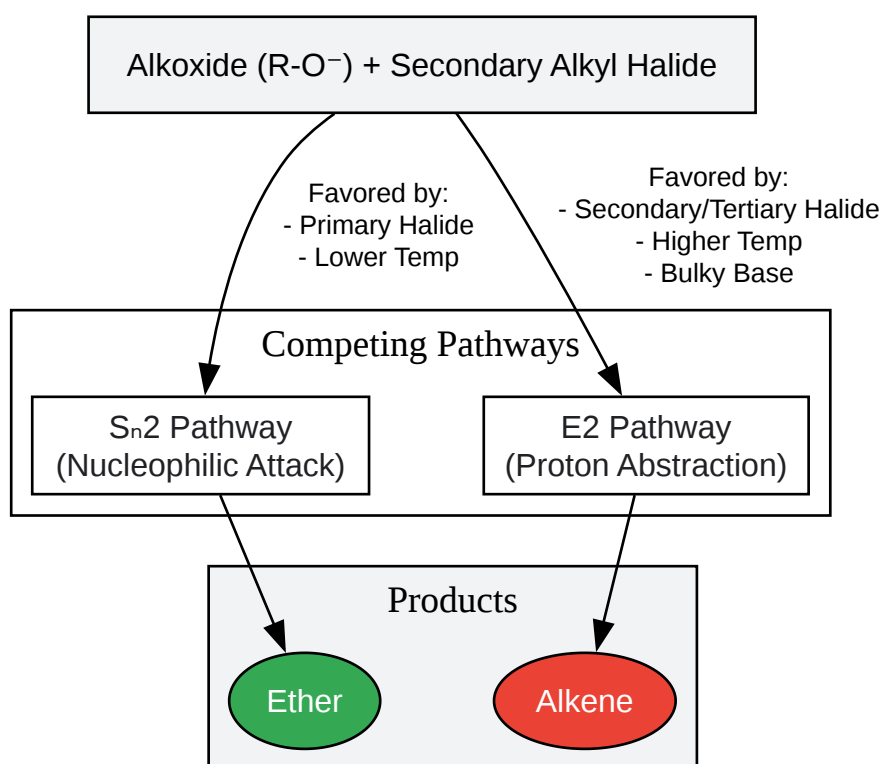 Alkoxide (R-O⁻) + Secondary Alkyl Halide
Favored by:
- Primary Halide
- Lower Temp
Favored by:
- Secondary/Tertiary Halide
- Higher Temp
- Bulky Base
Competing Pathways
Sₙ2 Pathway
(Nucleophilic Attack)
E2 Pathway
(Proton Abstraction)
Products
Ether
Alkene